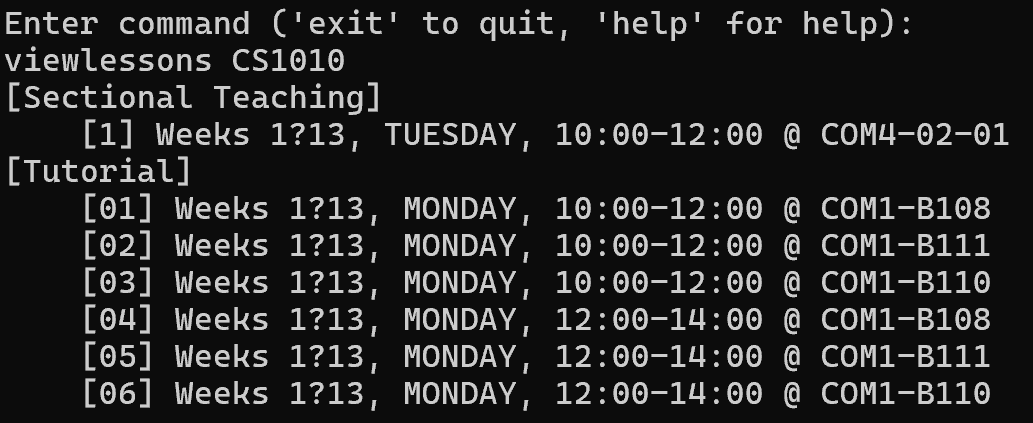 Enter command ('exit' to quit, 'help' for help):
viewlessons CS1010
[Sectional Teaching]
    [1] Weeks 1?13, TUESDAY, 10:00-12:00 @ COM4-02-01
[Tutorial]
    [01] Weeks 1?13, MONDAY, 10:00-12:00 @ COM1-B108
    [02] Weeks 1?13, MONDAY, 10:00-12:00 @ COM1-B111
    [03] Weeks 1?13, MONDAY, 10:00-12:00 @ COM1-B110
    [04] Weeks 1?13, MONDAY, 12:00-14:00 @ COM1-B108
    [05] Weeks 1?13, MONDAY, 12:00-14:00 @ COM1-B111
    [06] Weeks 1?13, MONDAY, 12:00-14:00 @ COM1-B110